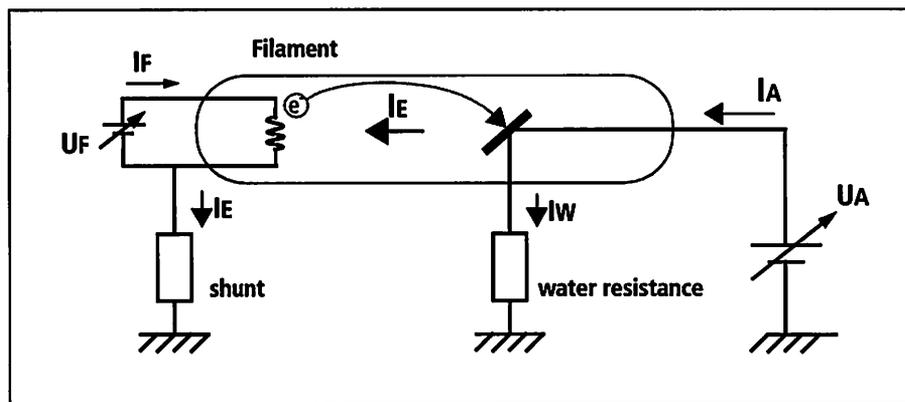 Filament
IF
e-
IE
IA
UF
UA
IE
IW
shunt
water resistance